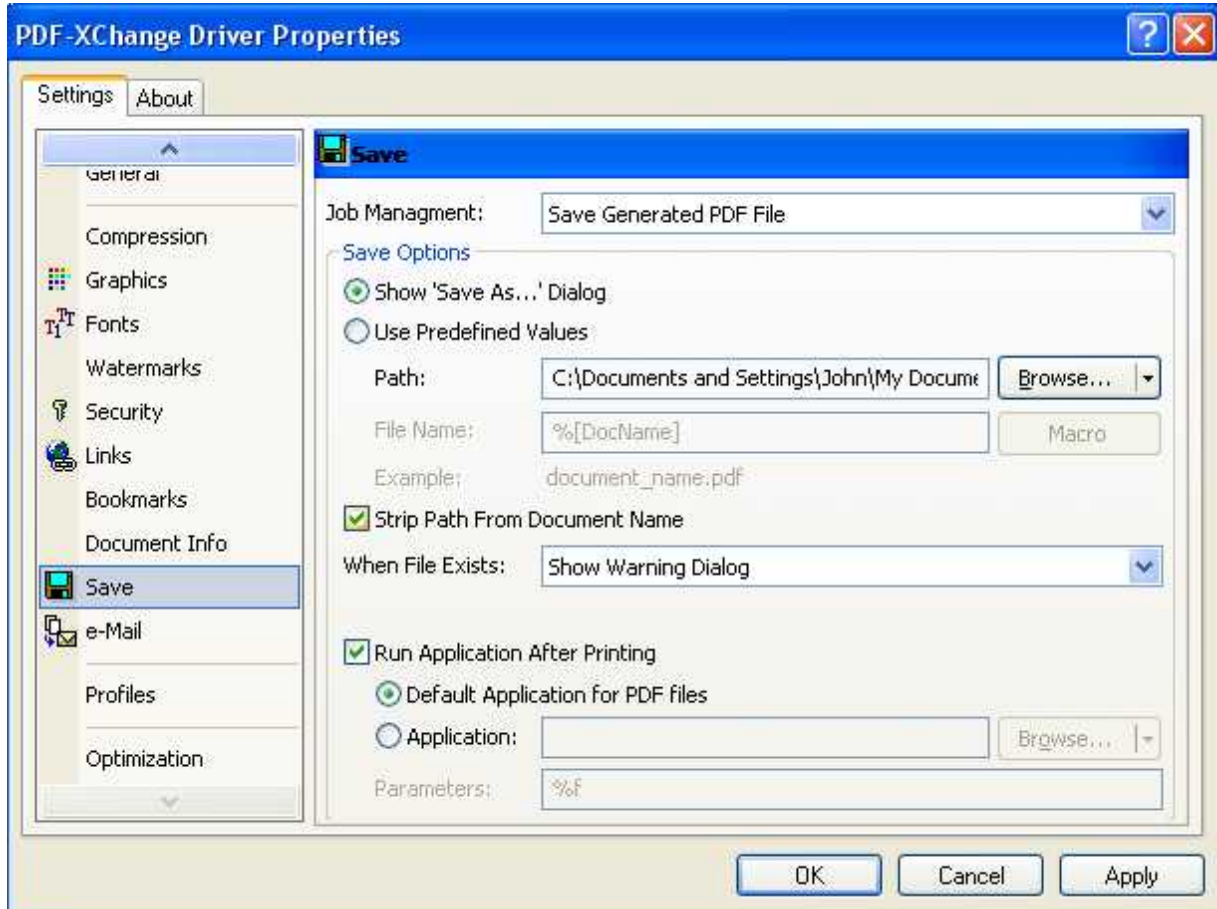 PDF-XChange Driver Properties
Settings
About
General
Compression
Graphics
Fonts
Watermarks
Security
Links
Bookmarks
Document Info
Save
e-Mail
Profiles
Optimization
Save
Job Managment: Save Generated PDF File
Save Options
Show 'Save As...' Dialog
Use Predefined Values
Path: C:\Documents and Settings\John\My Docume Browse...
File Name: %[DocName] Macro
Example: document_name.pdf
Strip Path From Document Name
When File Exists: Show Warning Dialog
Run Application After Printing
Default Application for PDF files
Application: Browse...
Parameters: %f
OK Cancel Apply